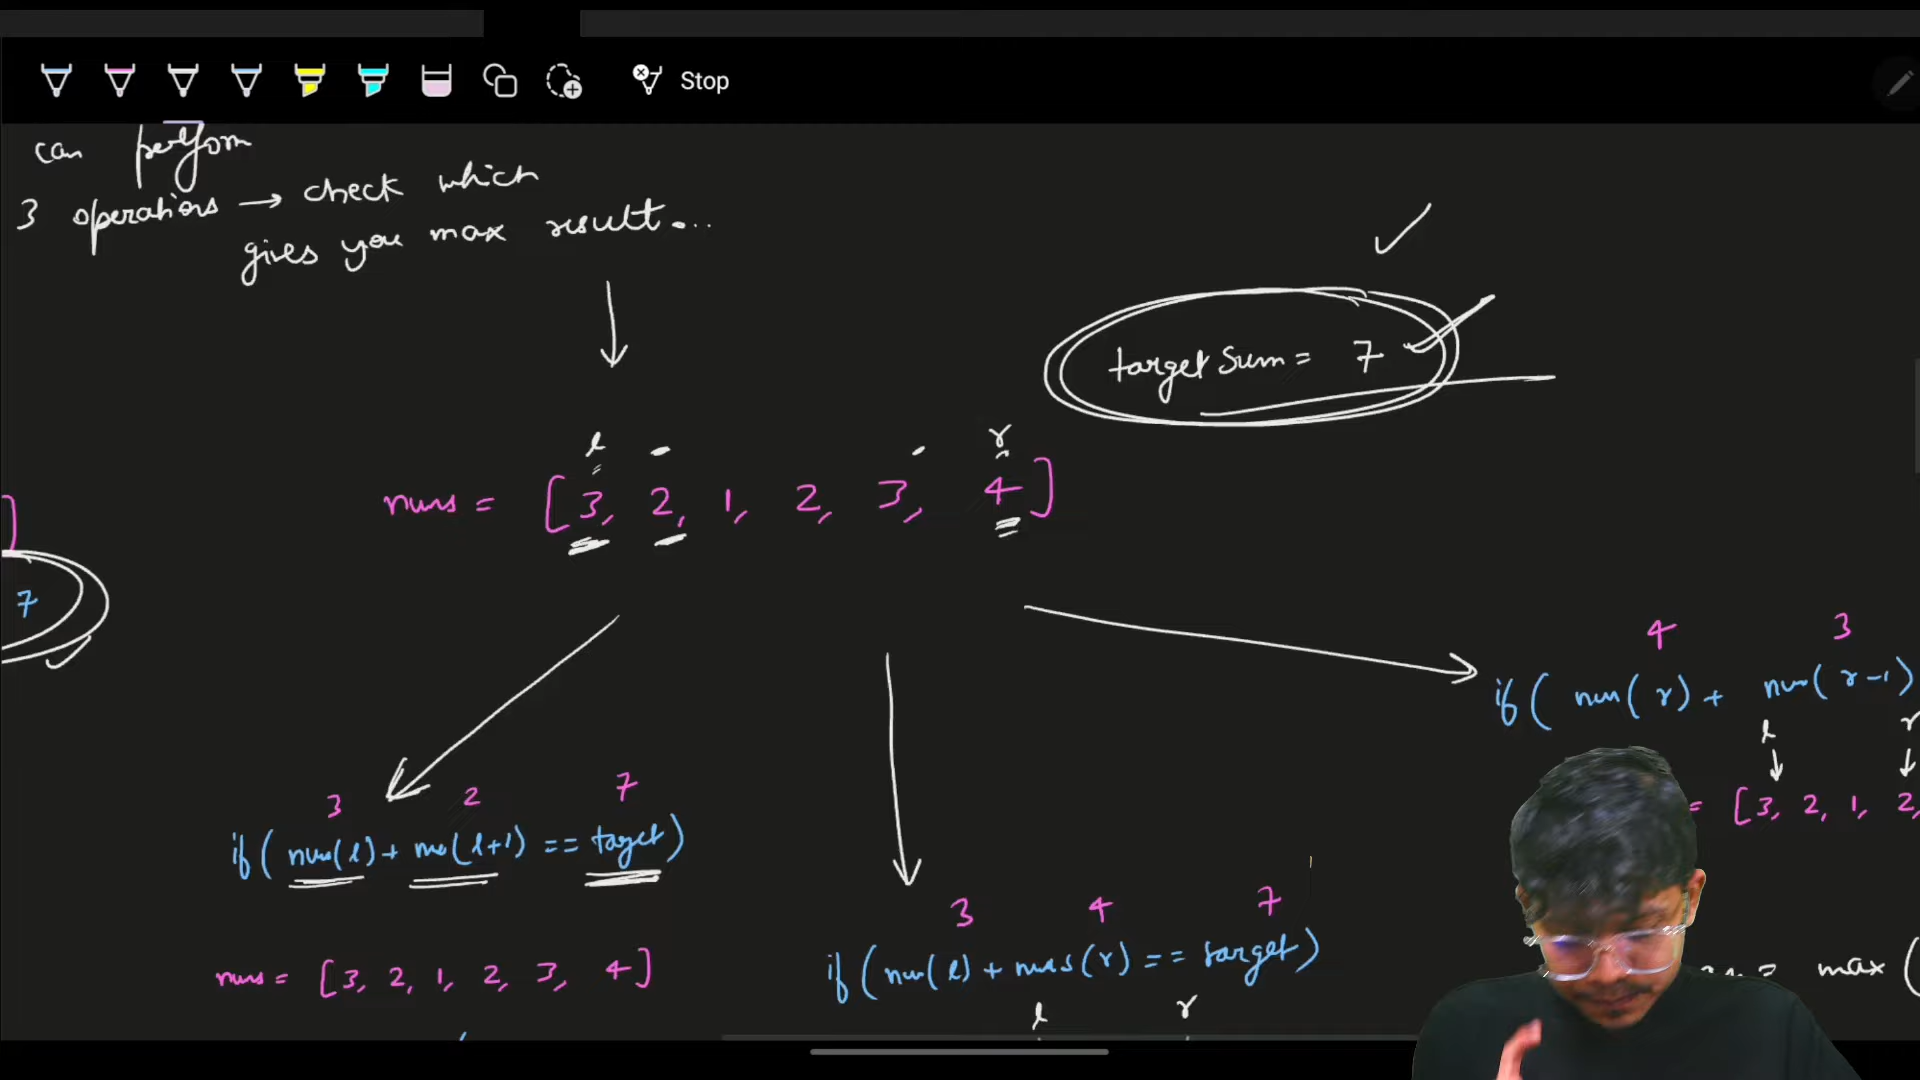 Stop
can perform
3 operations → check which
gives you max result...
targetSum = 7
l r
nums = [3, 2, 1, 2, 3, 4]
]
7
4 3
if ( num(r) + num(r-1)
l r
= [3, 2, 1, 2,
3 2 7
if ( num(l) + nu(l+1) == taget)
3 4 7
if ( num(l) + nums(r) == target)
nums = [3, 2, 1, 2, 3, 4]
= max (
l r